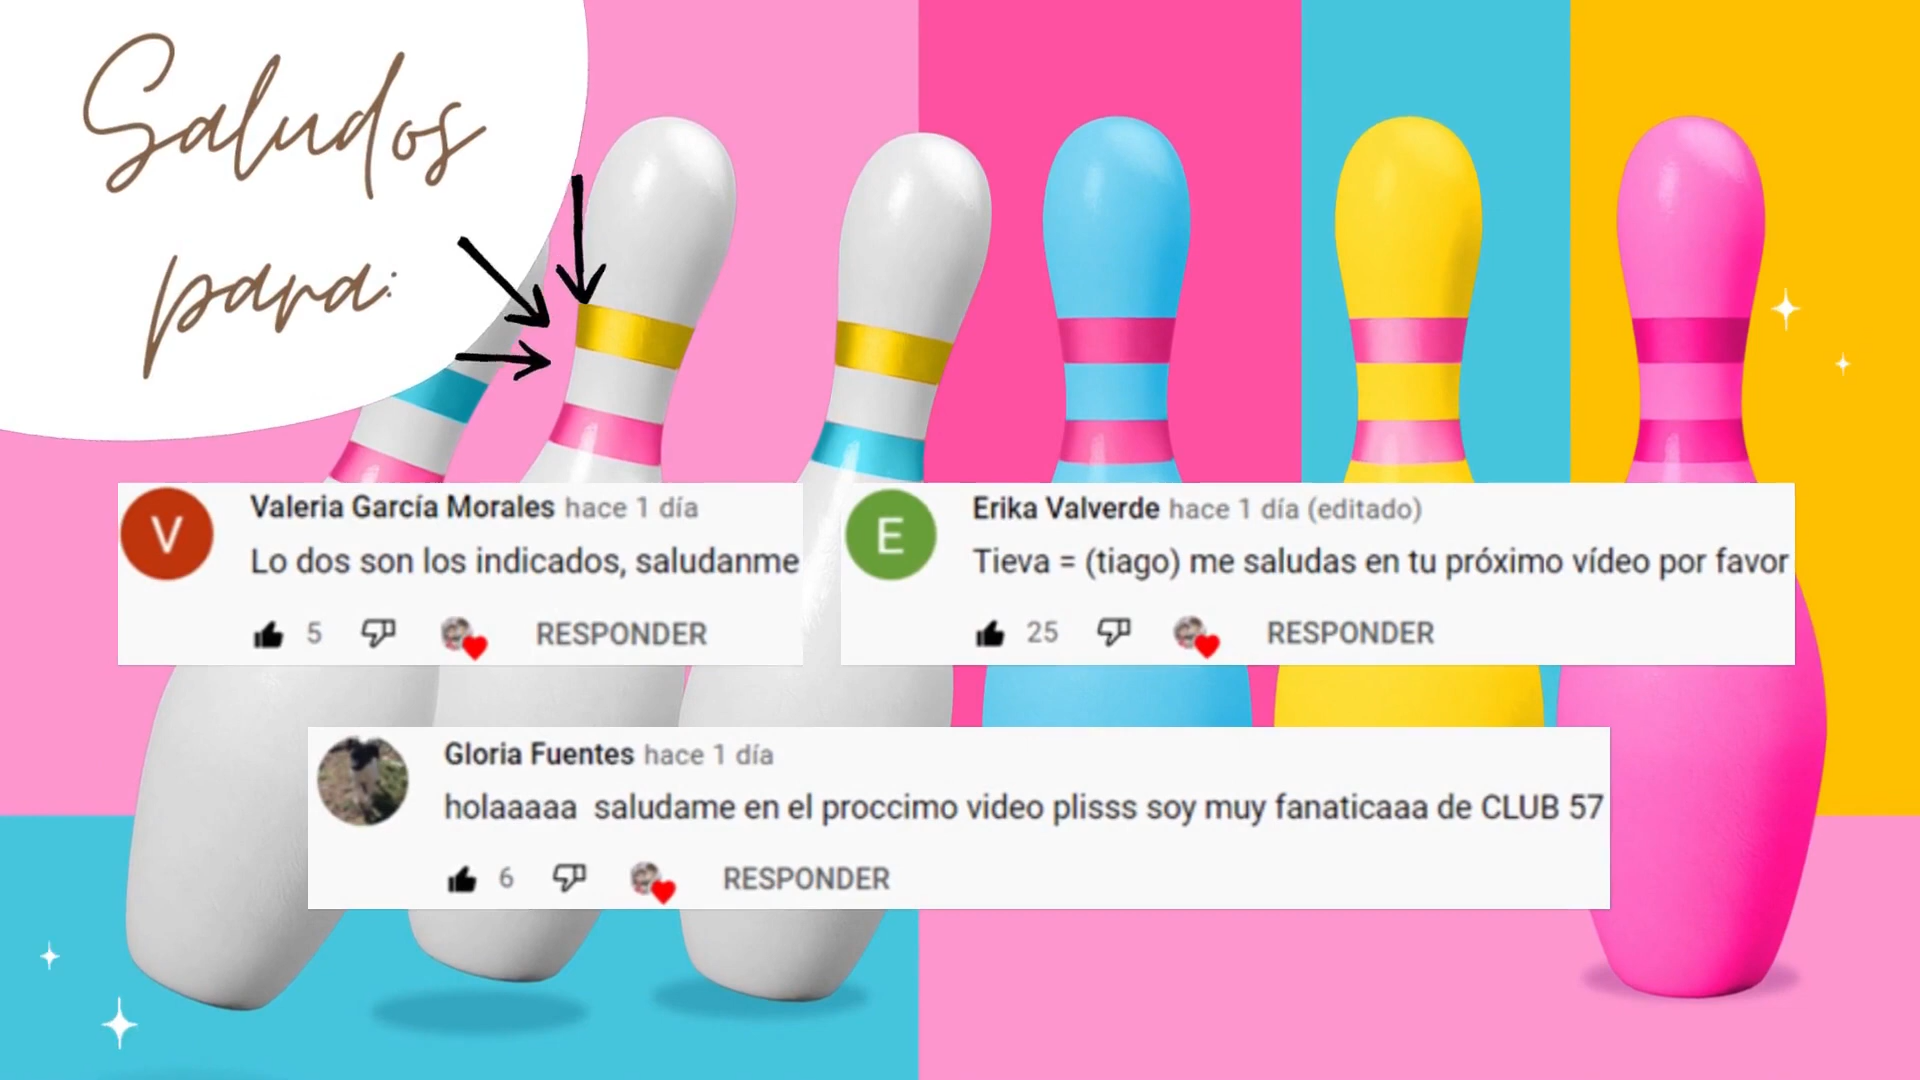 Saludos
para:
V
Valeria García Morales hace 1 día
Lo dos son los indicados, saludanme
5 RESPONDER
E
Erika Valverde hace 1 día (editado)
Tieva = (tiago) me saludas en tu próximo vídeo por favor
25 RESPONDER
Gloria Fuentes hace 1 día
holaaaaa saludame en el proccimo video plisss soy muy fanaticaaa de CLUB 57
6 RESPONDER